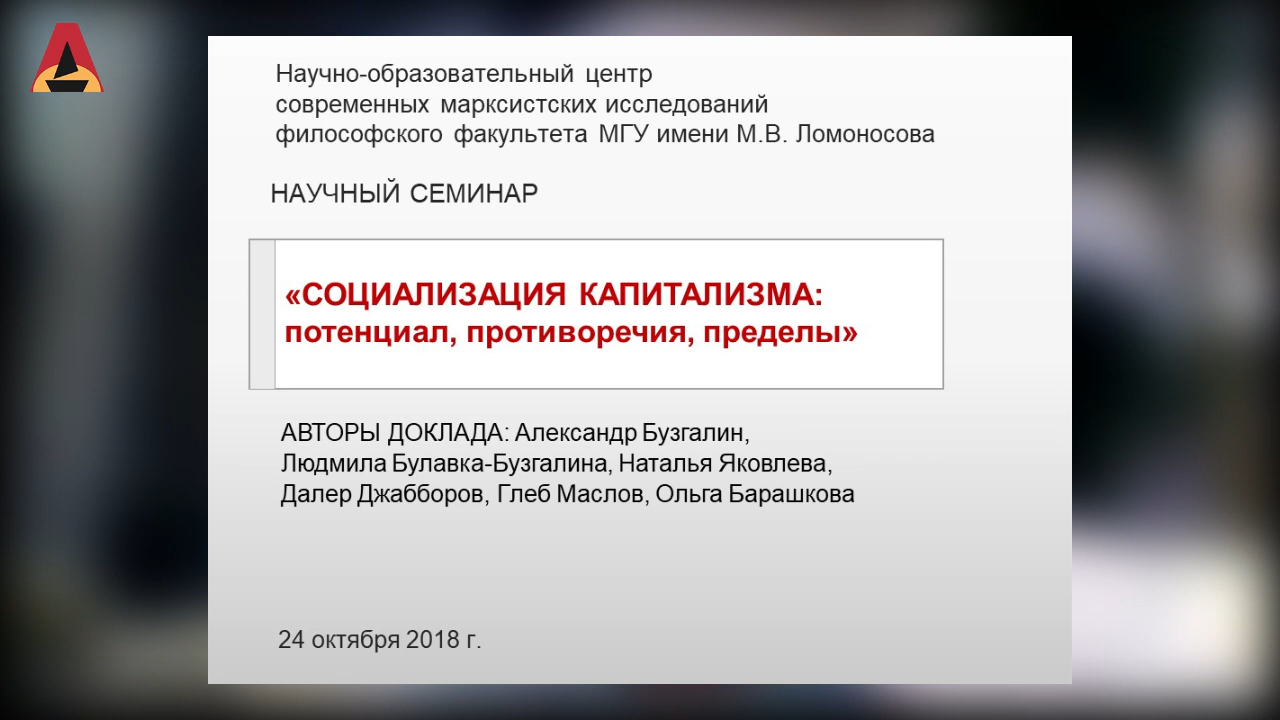 Научно-образовательный центр
современных марксистских исследований
философского факультета МГУ имени М.В. Ломоносова
НАУЧНЫЙ СЕМИНАР
«СОЦИАЛИЗАЦИЯ КАПИТАЛИЗМА:
потенциал, противоречия, пределы»
АВТОРЫ ДОКЛАДА: Александр Бузгалин,
Людмила Булавка-Бузгалина, Наталья Яковлева,
Далер Джабборов, Глеб Маслов, Ольга Барашкова
24 октября 2018 г.